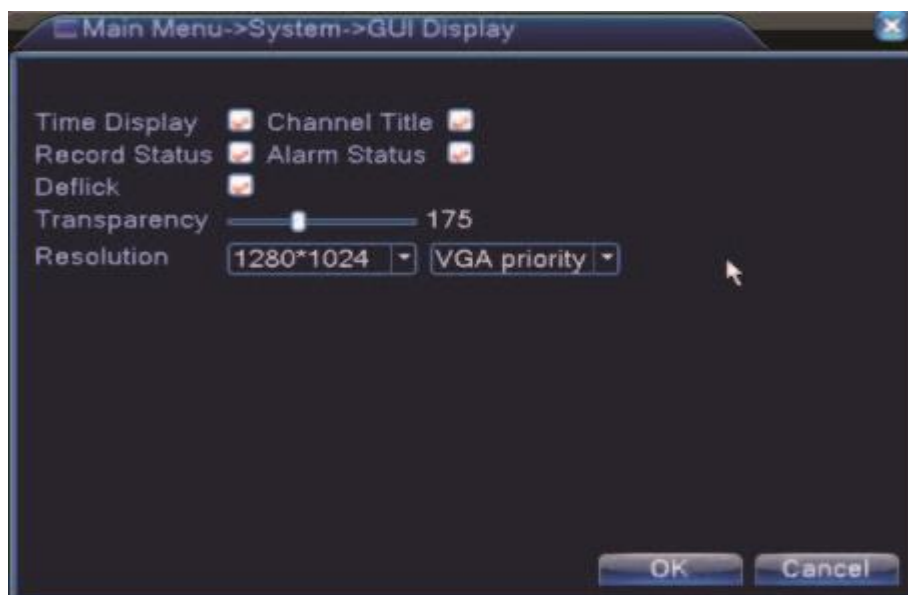 Main Menu->System->GUI Display
Time Display Channel Title
Record Status Alarm Status
Deflick
Transparency 175
Resolution 1280*1024 VGA priority
OK Cancel